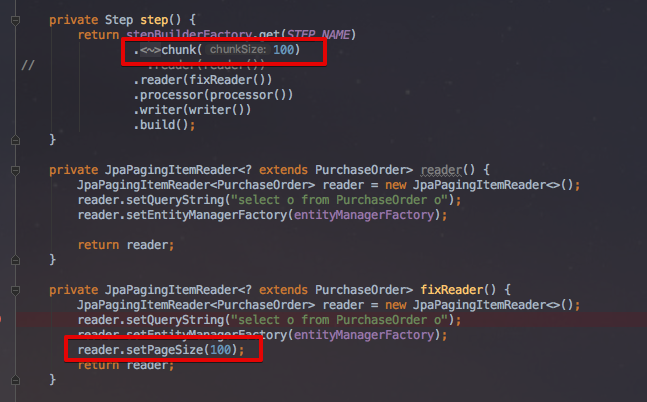 private Step step() {
return stepBuilderFactory.get(STEP_NAME)
.<~>chunk( chunkSize: 100)
// .reader(reader())
.reader(fixReader())
.processor(processor())
.writer(writer())
.build();
}
private JpaPagingItemReader<? extends PurchaseOrder> reader() {
JpaPagingItemReader<PurchaseOrder> reader = new JpaPagingItemReader<>();
reader.setQueryString("select o from PurchaseOrder o");
reader.setEntityManagerFactory(entityManagerFactory);
return reader;
}
private JpaPagingItemReader<? extends PurchaseOrder> fixReader() {
JpaPagingItemReader<PurchaseOrder> reader = new JpaPagingItemReader<>();
reader.setQueryString("select o from PurchaseOrder o");
reader.setEntityManagerFactory(entityManagerFactory);
reader.setPageSize(100);
return reader;
}